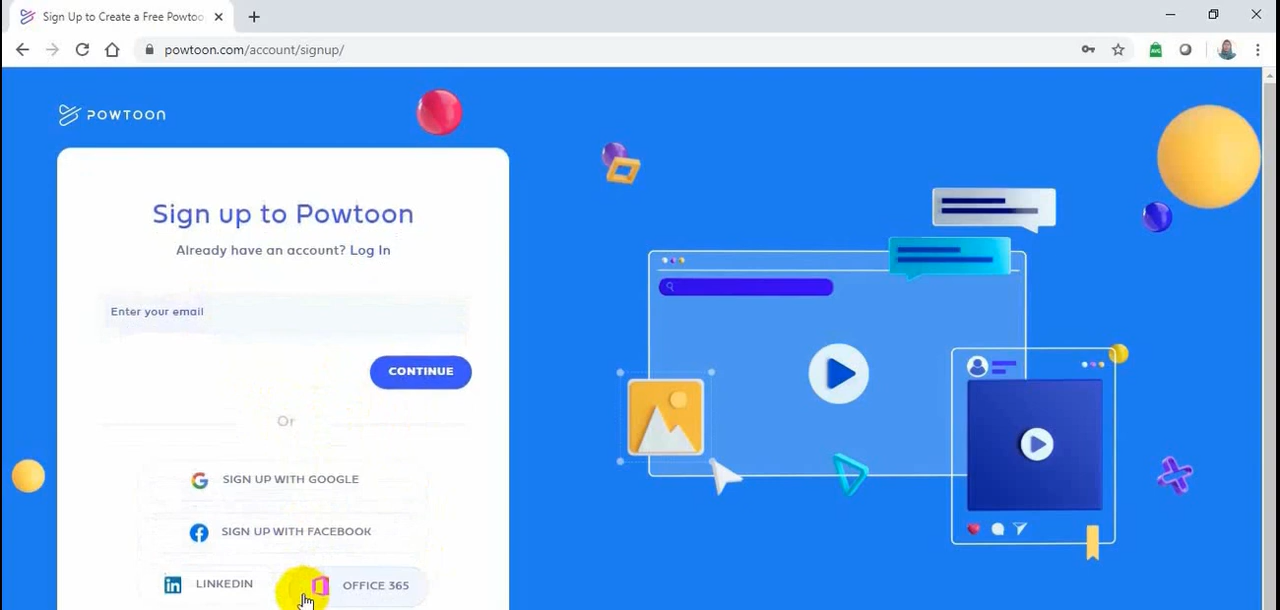 Sign Up to Create a Free Powtoo
powtoon.com/account/signup/
POWTOON
Sign up to Powtoon
Already have an account? Log In
Enter your email
CONTINUE
Or
SIGN UP WITH GOOGLE
SIGN UP WITH FACEBOOK
LINKEDIN
OFFICE 365